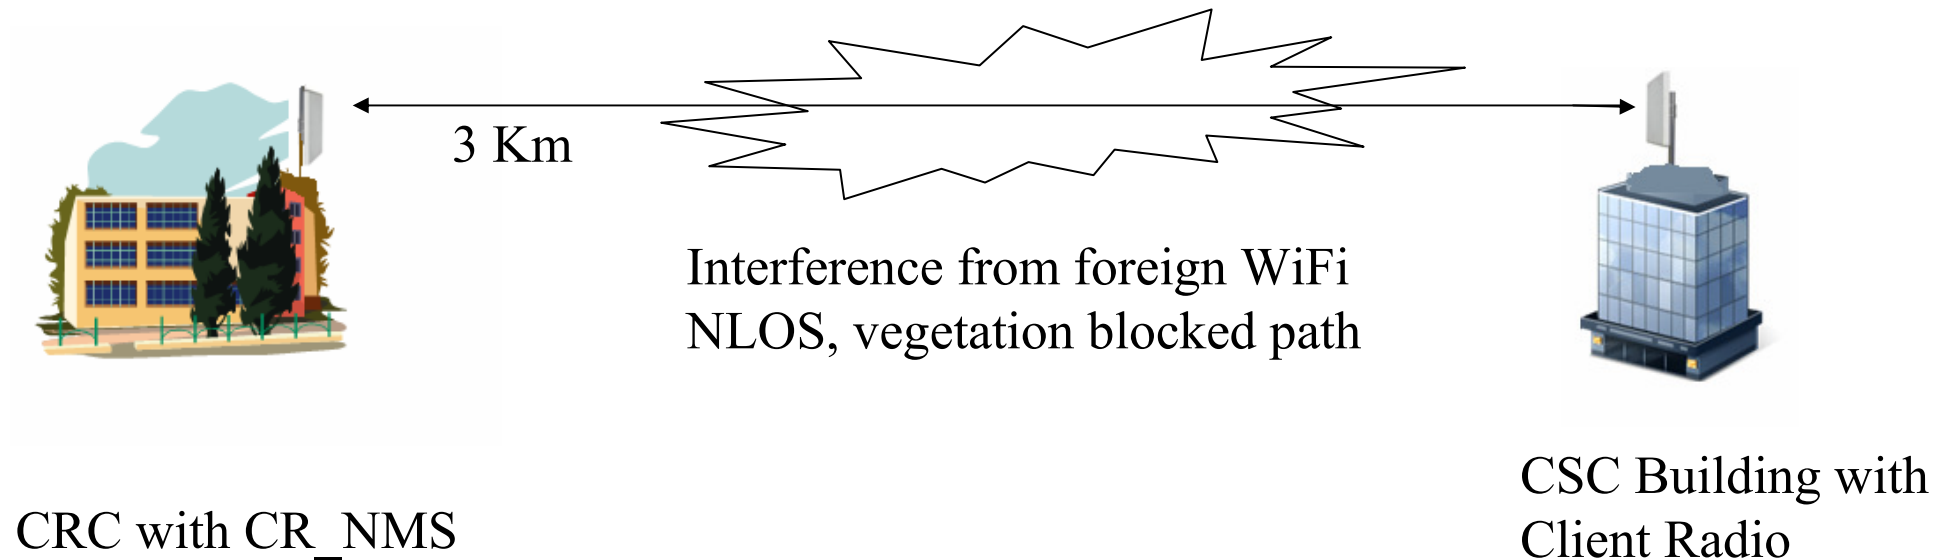 3 Km
Interference from foreign WiFi
NLOS, vegetation blocked path
CSC Building with
Client Radio
CRC with CR_NMS